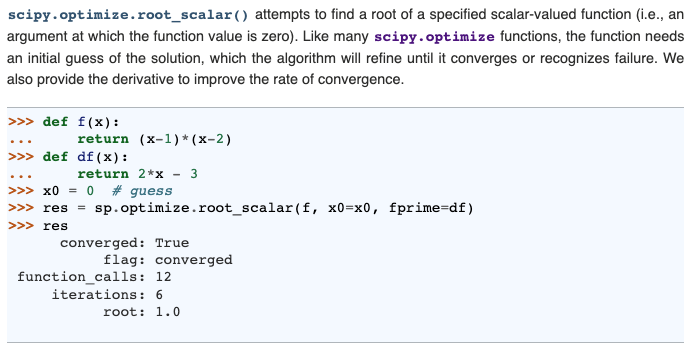 scipy.optimize.root_scalar() attempts to find a root of a specified scalar-valued function (i.e., an
argument at which the function value is zero). Like many scipy.optimize functions, the function needs
an initial guess of the solution, which the algorithm will refine until it converges or recognizes failure. We
also provide the derivative to improve the rate of convergence.
>>> def f(x):
...     return (x-1)*(x-2)
>>> def df(x):
...     return 2*x - 3
>>> x0 = 0  # guess
>>> res = sp.optimize.root_scalar(f, x0=x0, fprime=df)
>>> res
      converged: True
           flag: converged
 function_calls: 12
     iterations: 6
           root: 1.0